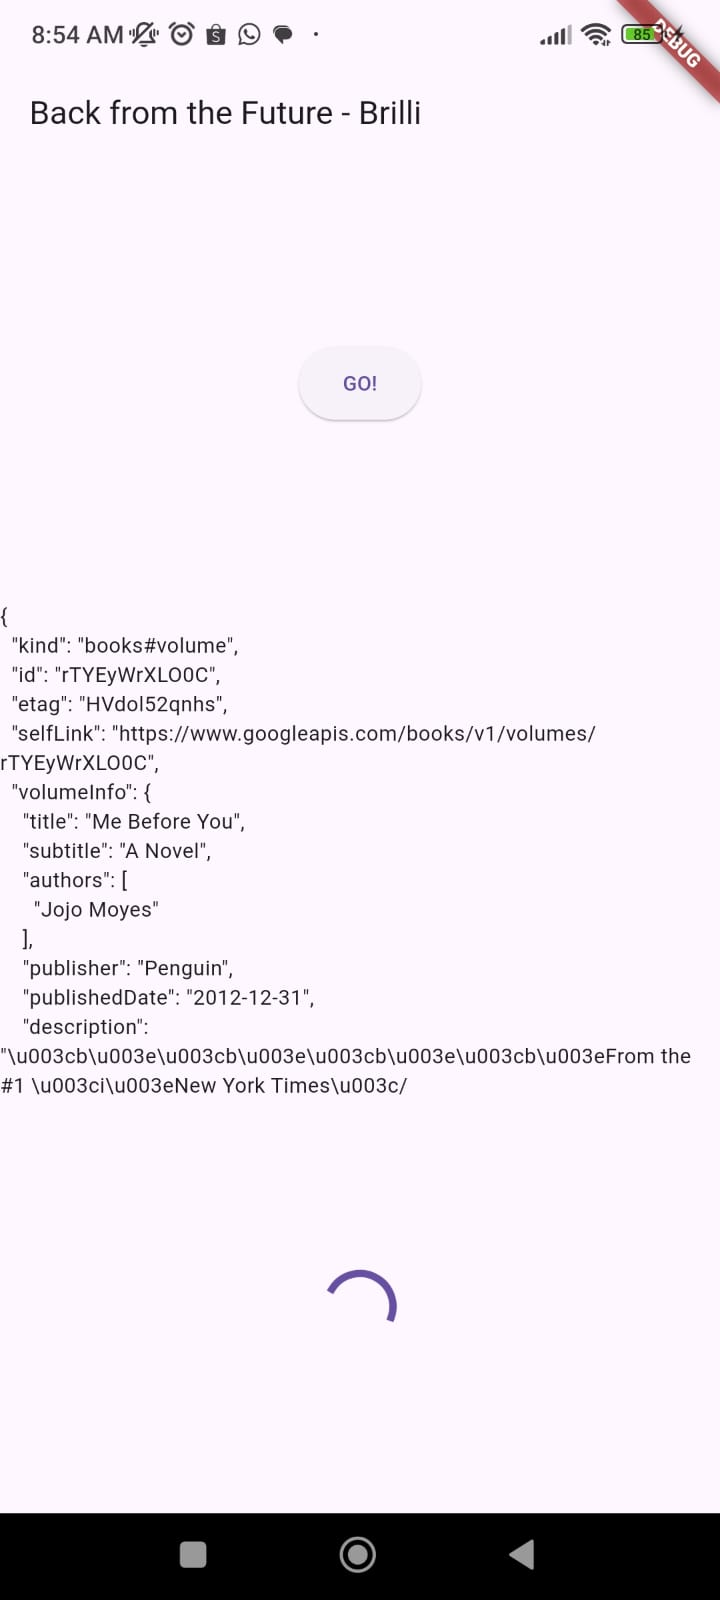 8:54 AM
85
DEBUG
Back from the Future - Brilli
GO!
{
  "kind": "books#volume",
  "id": "rTYEyWrXLO0C",
  "etag": "HVdol52qnhs",
  "selfLink": "https://www.googleapis.com/books/v1/volumes/
rTYEyWrXLO0C",
  "volumeInfo": {
    "title": "Me Before You",
    "subtitle": "A Novel",
    "authors": [
      "Jojo Moyes"
    ],
    "publisher": "Penguin",
    "publishedDate": "2012-12-31",
    "description":
"\u003cb\u003e\u003cb\u003e\u003cb\u003e\u003cb\u003eFrom the
#1 \u003ci\u003eNew York Times\u003c/